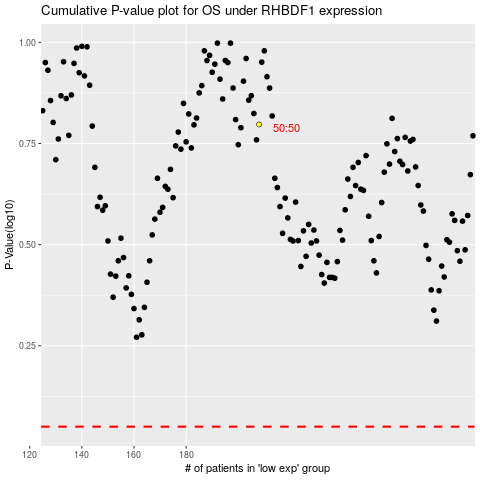 Cumulative P-value plot for OS under RHBDF1 expression
P-Value(log10)
1.00
0.75
0.50
0.25
50:50
120 140 160 180
# of patients in 'low exp' group